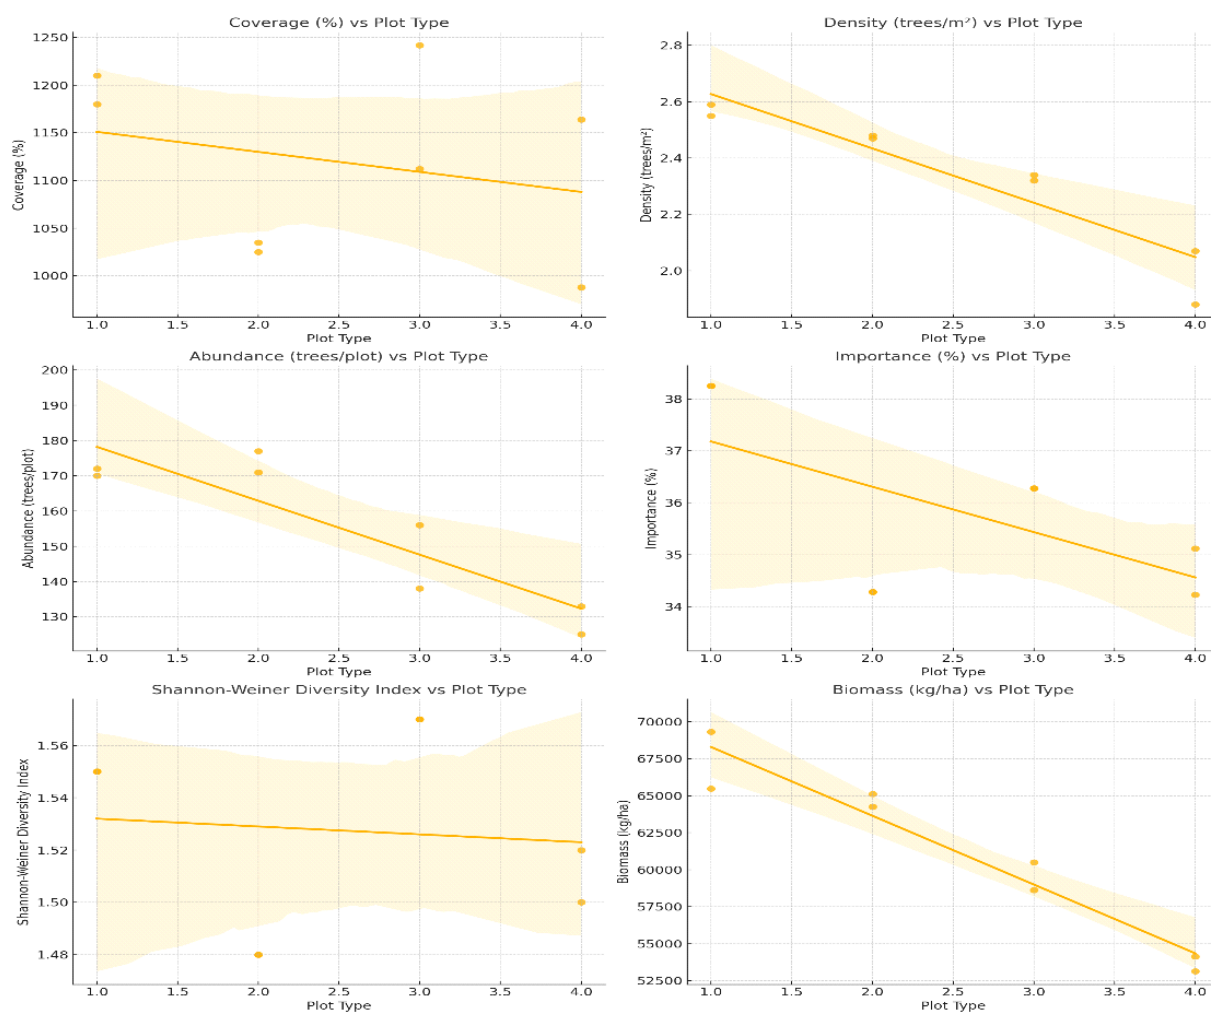 Coverage (%) vs Plot Type
1250
1200
1150
1100
1050
1000
Coverage (%)
1.0 1.5 2.0 2.5 3.0 3.5 4.0
Plot Type
Density (trees/m²) vs Plot Type
2.8
2.6
2.4
2.2
2.0
Density (trees/m²)
1.0 1.5 2.0 2.5 3.0 3.5 4.0
Plot Type
Abundance (trees/plot) vs Plot Type
200
190
180
170
160
150
140
130
Abundance (trees/plot)
1.0 1.5 2.0 2.5 3.0 3.5 4.0
Plot Type
Importance (%) vs Plot Type
38
37
36
35
34
Importance (%)
1.0 1.5 2.0 2.5 3.0 3.5 4.0
Plot Type
Shannon-Weiner Diversity Index vs Plot Type
1.56
1.54
1.52
1.50
1.48
Shannon-Weiner Diversity Index
1.0 1.5 2.0 2.5 3.0 3.5 4.0
Plot Type
Biomass (kg/ha) vs Plot Type
70000
67500
65000
62500
60000
57500
55000
52500
Biomass (kg/ha)
1.0 1.5 2.0 2.5 3.0 3.5 4.0
Plot Type